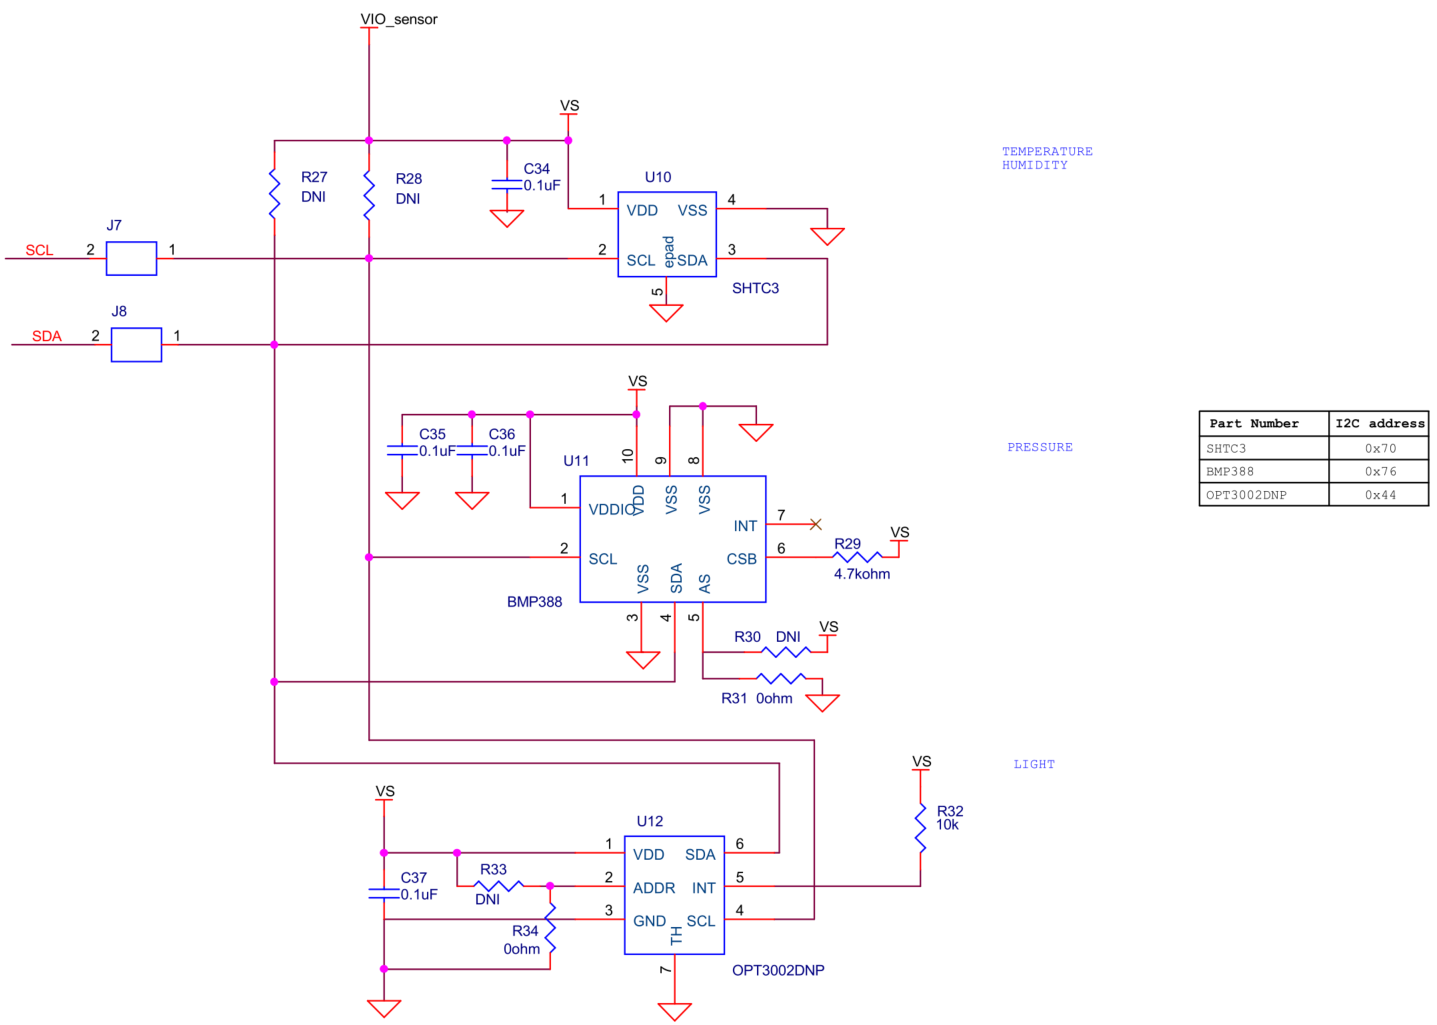 VIO_sensor
VS
TEMPERATURE
HUMIDITY
R27
DNI
R28
DNI
C34
0.1uF
U10
1 VDD VSS 4
2 SCL epad SDA 3
5
SHTC3
J7
SCL 2 1
J8
SDA 2 1
VS
C35
0.1uF
C36
0.1uF
PRESSURE
Part Number I2C address
SHTC3 0x70
BMP388 0x76
OPT3002DNP 0x44
U11
10 9 8
VDD VSS VSS
1 VDDIO
INT 7
2 SCL
CSB 6
VSS SDA AS
3 4 5
BMP388
R29
4.7kohm
VS
R30 DNI
VS
R31 0ohm
LIGHT
VS
VS
R32
10k
U12
1 VDD SDA 6
2 ADDR INT 5
3 GND SCL 4
TH
7
OPT3002DNP
C37
0.1uF
R33
DNI
R34
0ohm